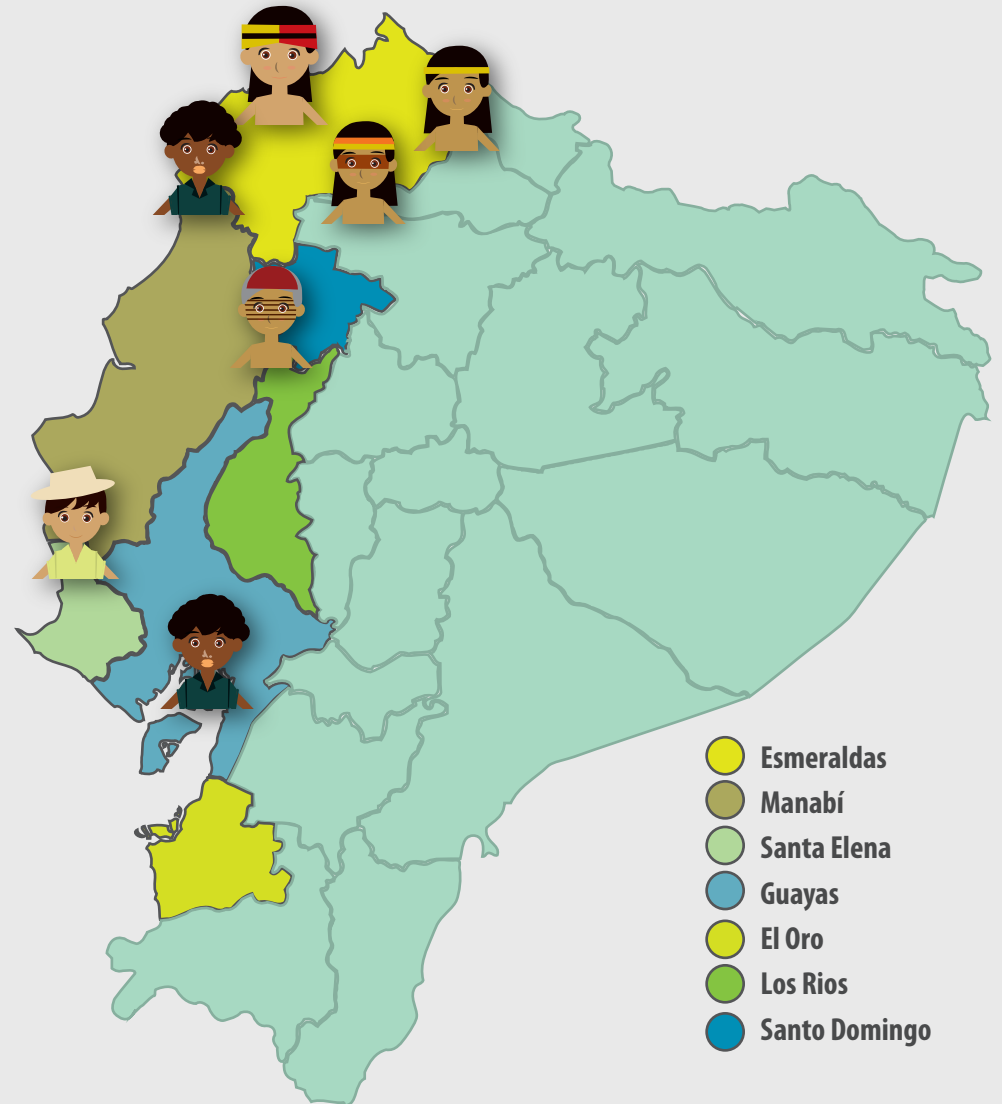 Esmeraldas
Manabí
Santa Elena
Guayas
El Oro
Los Rios
Santo Domingo